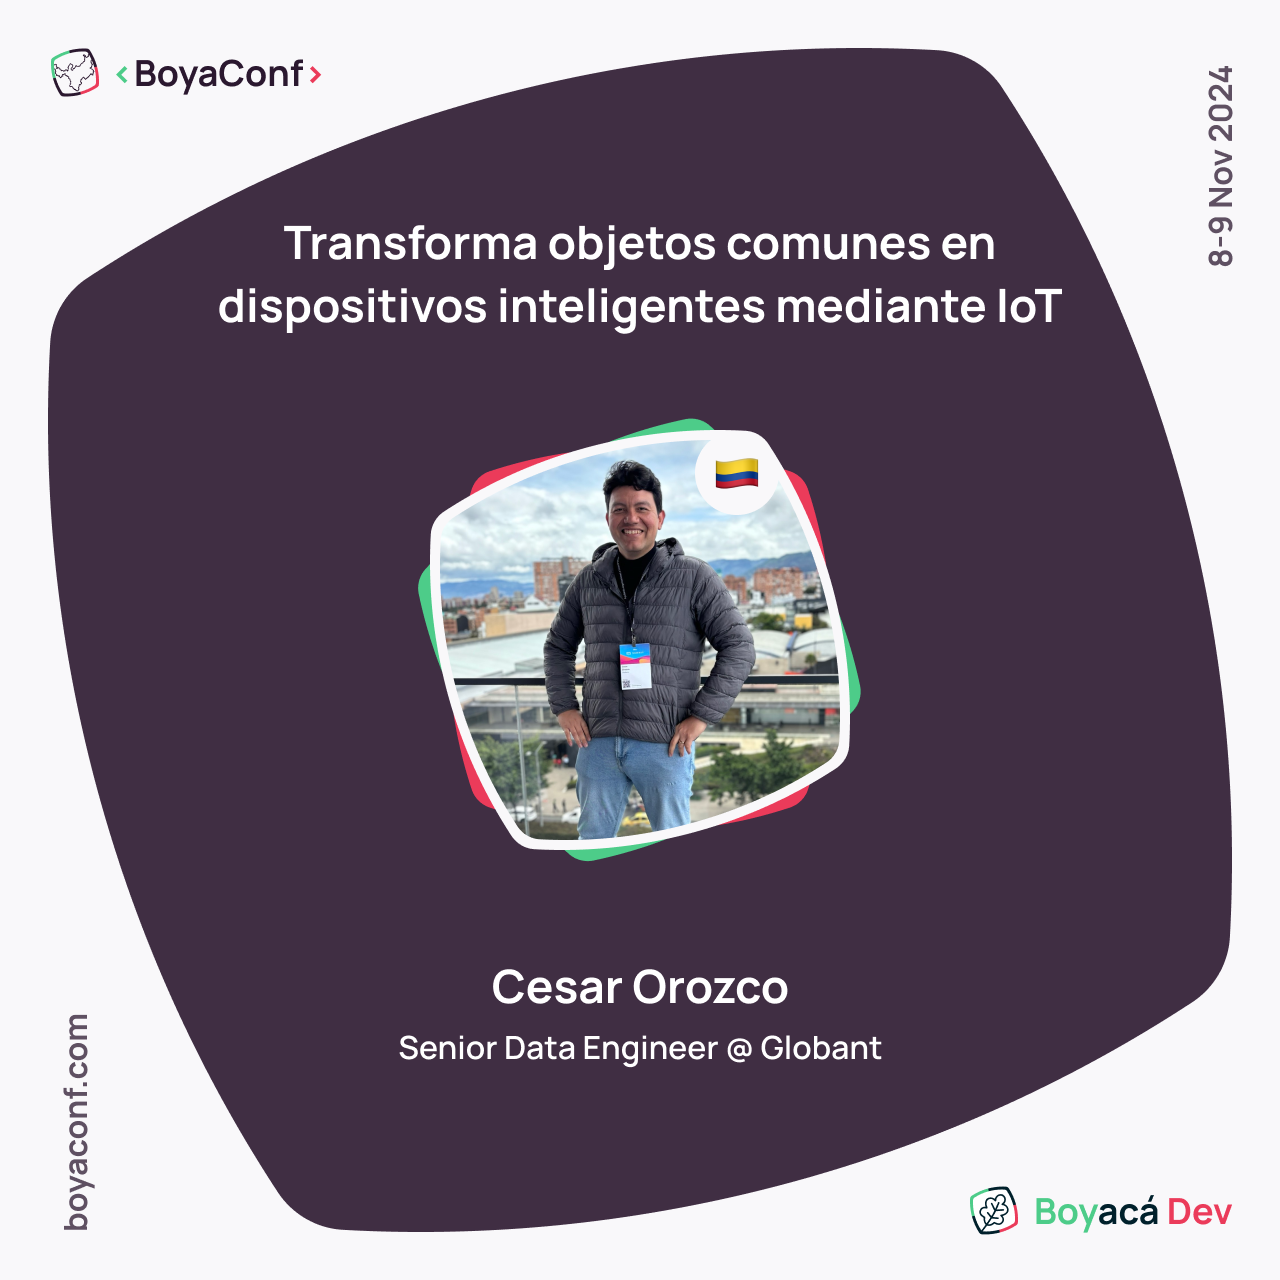 <BoyaConf>
8-9 Nov 2024
Transforma objetos comunes en
dispositivos inteligentes mediante IoT
Cesar Orozco
Senior Data Engineer @ Globant
boyaconf.com
Boyacá Dev